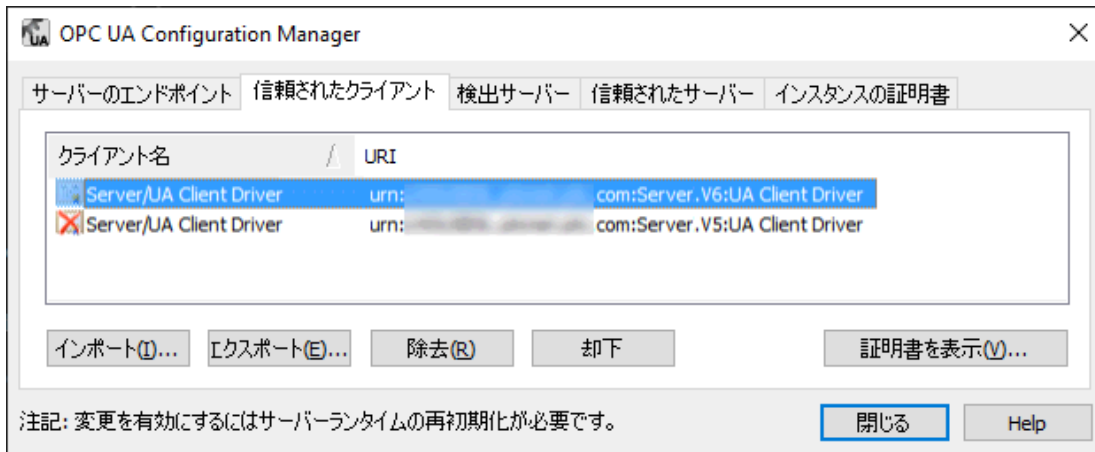 UA OPC UA Configuration Manager
サーバーのエンドポイント 信頼されたクライアント 検出サーバー 信頼されたサーバー インスタンスの証明書
クライアント名 URI
Server/UA Client Driver urn: com:Server.V6:UA Client Driver
Server/UA Client Driver urn: com:Server.V5:UA Client Driver
インポート(I)... エクスポート(E)... 除去(R) 却下 証明書を表示(V)...
注記: 変更を有効にするにはサーバーランタイムの再初期化が必要です。 閉じる Help